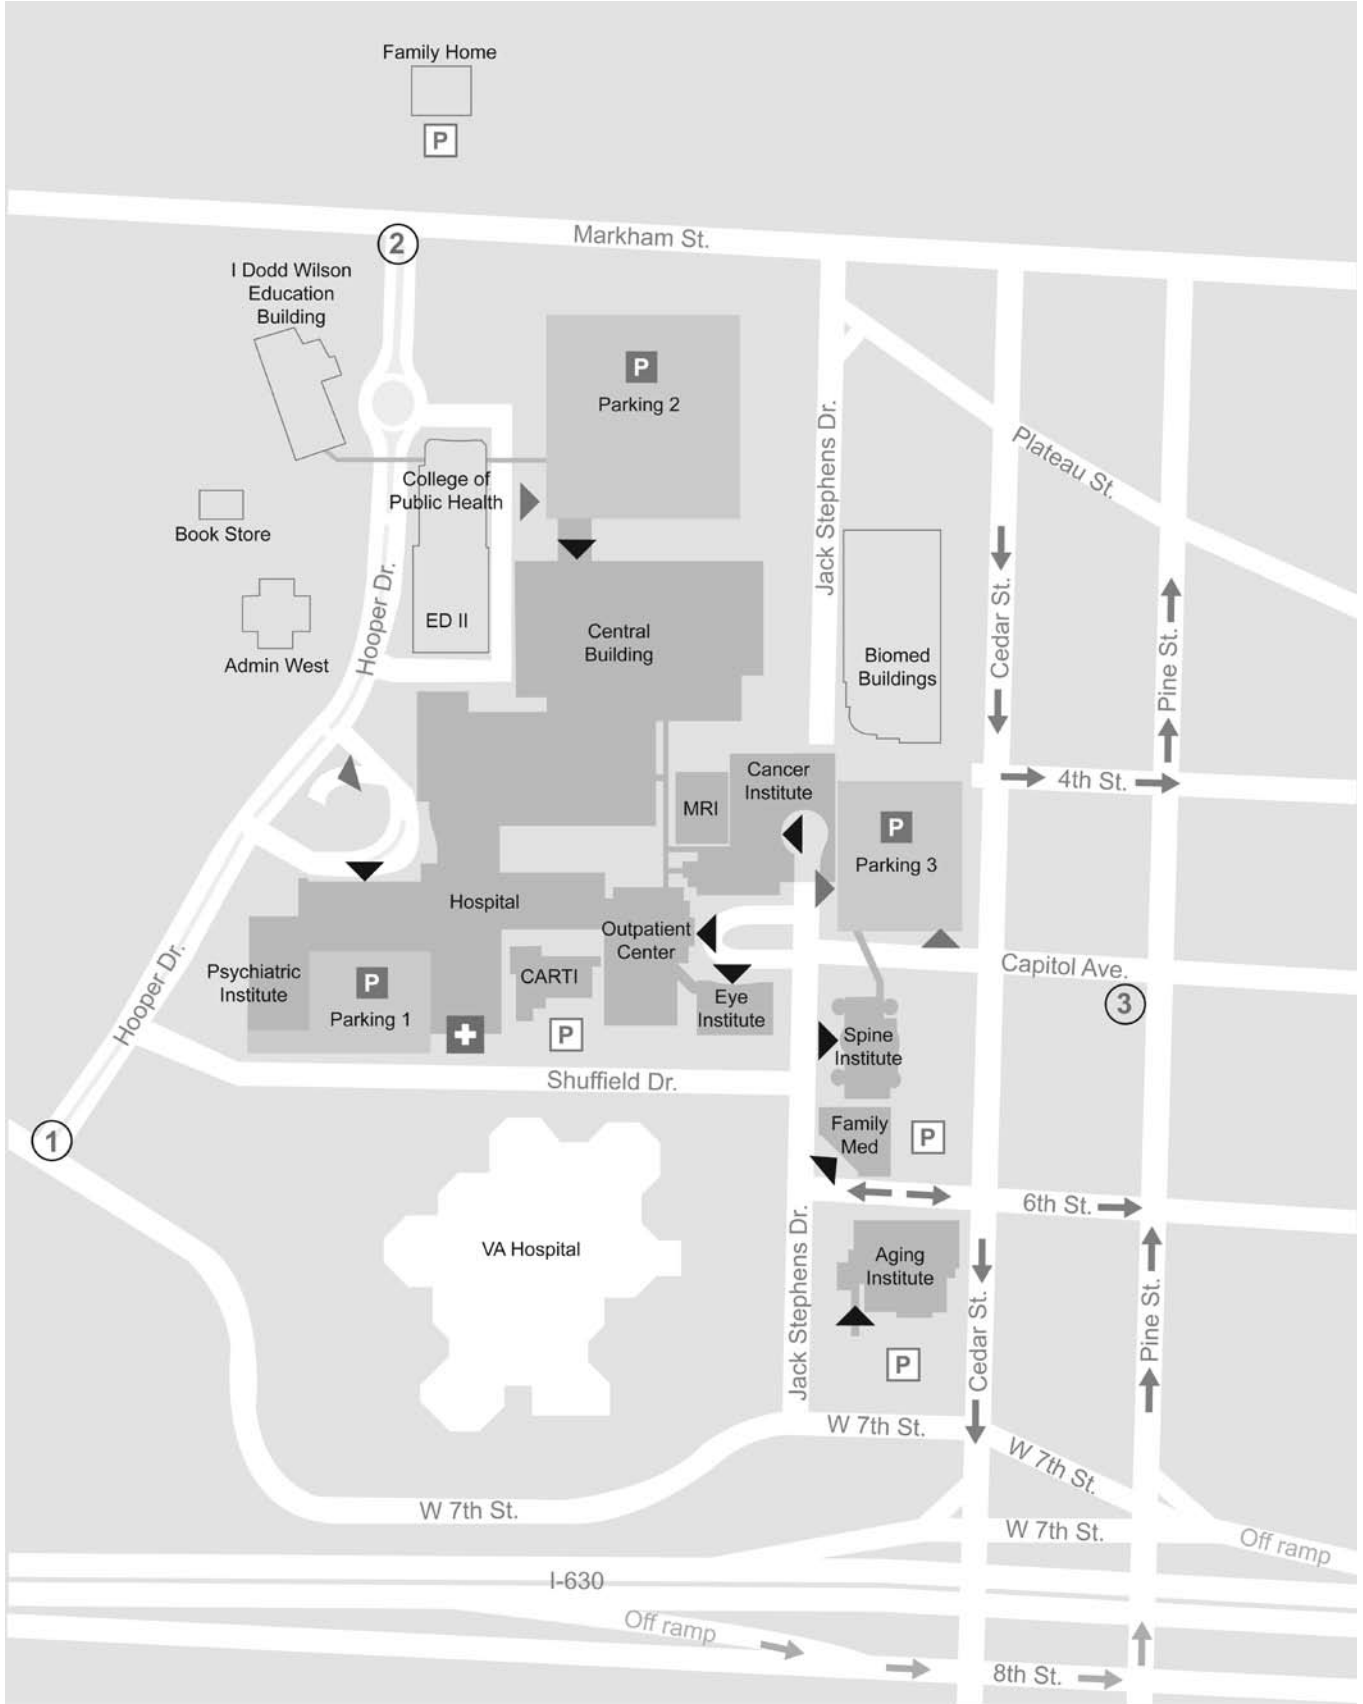 Family Home
P
Markham St.
2
I Dodd Wilson
Education
Building
P
Parking 2
Jack Stephens Dr.
Plateau St.
College of
Public Health
Book Store
Hooper Dr.
ED II
Admin West
Central
Building
Biomed
Buildings
Cedar St.
Pine St.
4th St.
Cancer
Institute
MRI
P
Parking 3
Hospital
Outpatient
Center
Capitol Ave.
3
Hooper Dr.
Psychiatric
Institute
P
Parking 1
CARTI
P
Eye
Institute
Spine
Institute
Shuffield Dr.
1
Family
Med
P
6th St.
VA Hospital
Jack Stephens Dr.
Aging
Institute
P
Cedar St.
Pine St.
W 7th St.
W 7th St.
W 7th St.
W 7th St.
Off ramp
I-630
Off ramp
8th St.